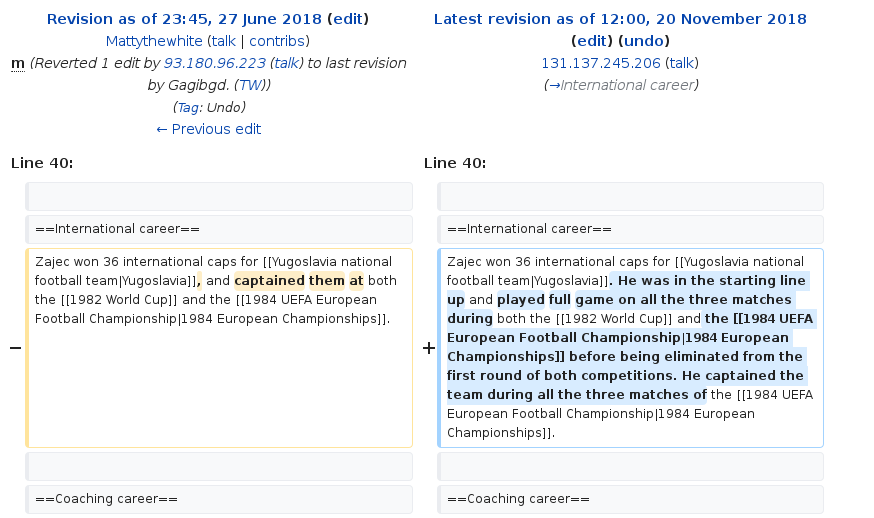 Revision as of 23:45, 27 June 2018 (edit)
Mattythewhite (talk | contribs)
m (Reverted 1 edit by 93.180.96.223 (talk) to last revision
by Gagibgd. (TW))
(Tag: Undo)
← Previous edit
Latest revision as of 12:00, 20 November 2018
(edit) (undo)
131.137.245.206 (talk)
(→International career)
Line 40:
Line 40:
==International career==
==International career==
−
Zajec won 36 international caps for [[Yugoslavia national
football team|Yugoslavia]], and captained them at both
the [[1982 World Cup]] and the [[1984 UEFA European
Football Championship|1984 European Championships]].
+
Zajec won 36 international caps for [[Yugoslavia national
football team|Yugoslavia]]. He was in the starting line
up and played full game on all the three matches
during both the [[1982 World Cup]] and the [[1984 UEFA
European Football Championship|1984 European
Championships]] before being eliminated from the
first round of both competitions. He captained the
team during all the three matches of the [[1984 UEFA
European Football Championship|1984 European
Championships]].
==Coaching career==
==Coaching career==